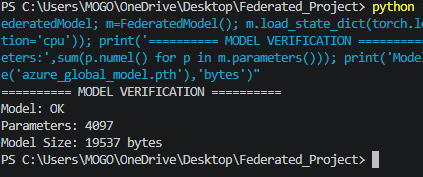 PS C:\Users\MOGO\OneDrive\Desktop\Federated_Project> python
ederatedModel; m=FederatedModel(); m.load_state_dict(torch.lo
tion='cpu')); print('========== MODEL VERIFICATION ==========
eters:',sum(p.numel() for p in m.parameters())); print('Mode
e('azure_global_model.pth'),'bytes')"
========== MODEL VERIFICATION ==========
Model: OK
Parameters: 4097
Model Size: 19537 bytes
PS C:\Users\MOGO\OneDrive\Desktop\Federated_Project>